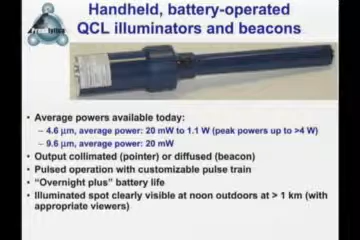 Handheld, battery-operated
QCL illuminators and beacons
• Average powers available today:
– 4.6 µm, average power: 20 mW to 1.1 W (peak powers up to >4 W)
– 9.6 µm, average power: 20 mW
• Output collimated (pointer) or diffused (beacon)
• Pulsed operation with customizable pulse train
• “Overnight plus” battery life
• Illuminated spot clearly visible at noon outdoors at > 1 km (with
appropriate viewers)